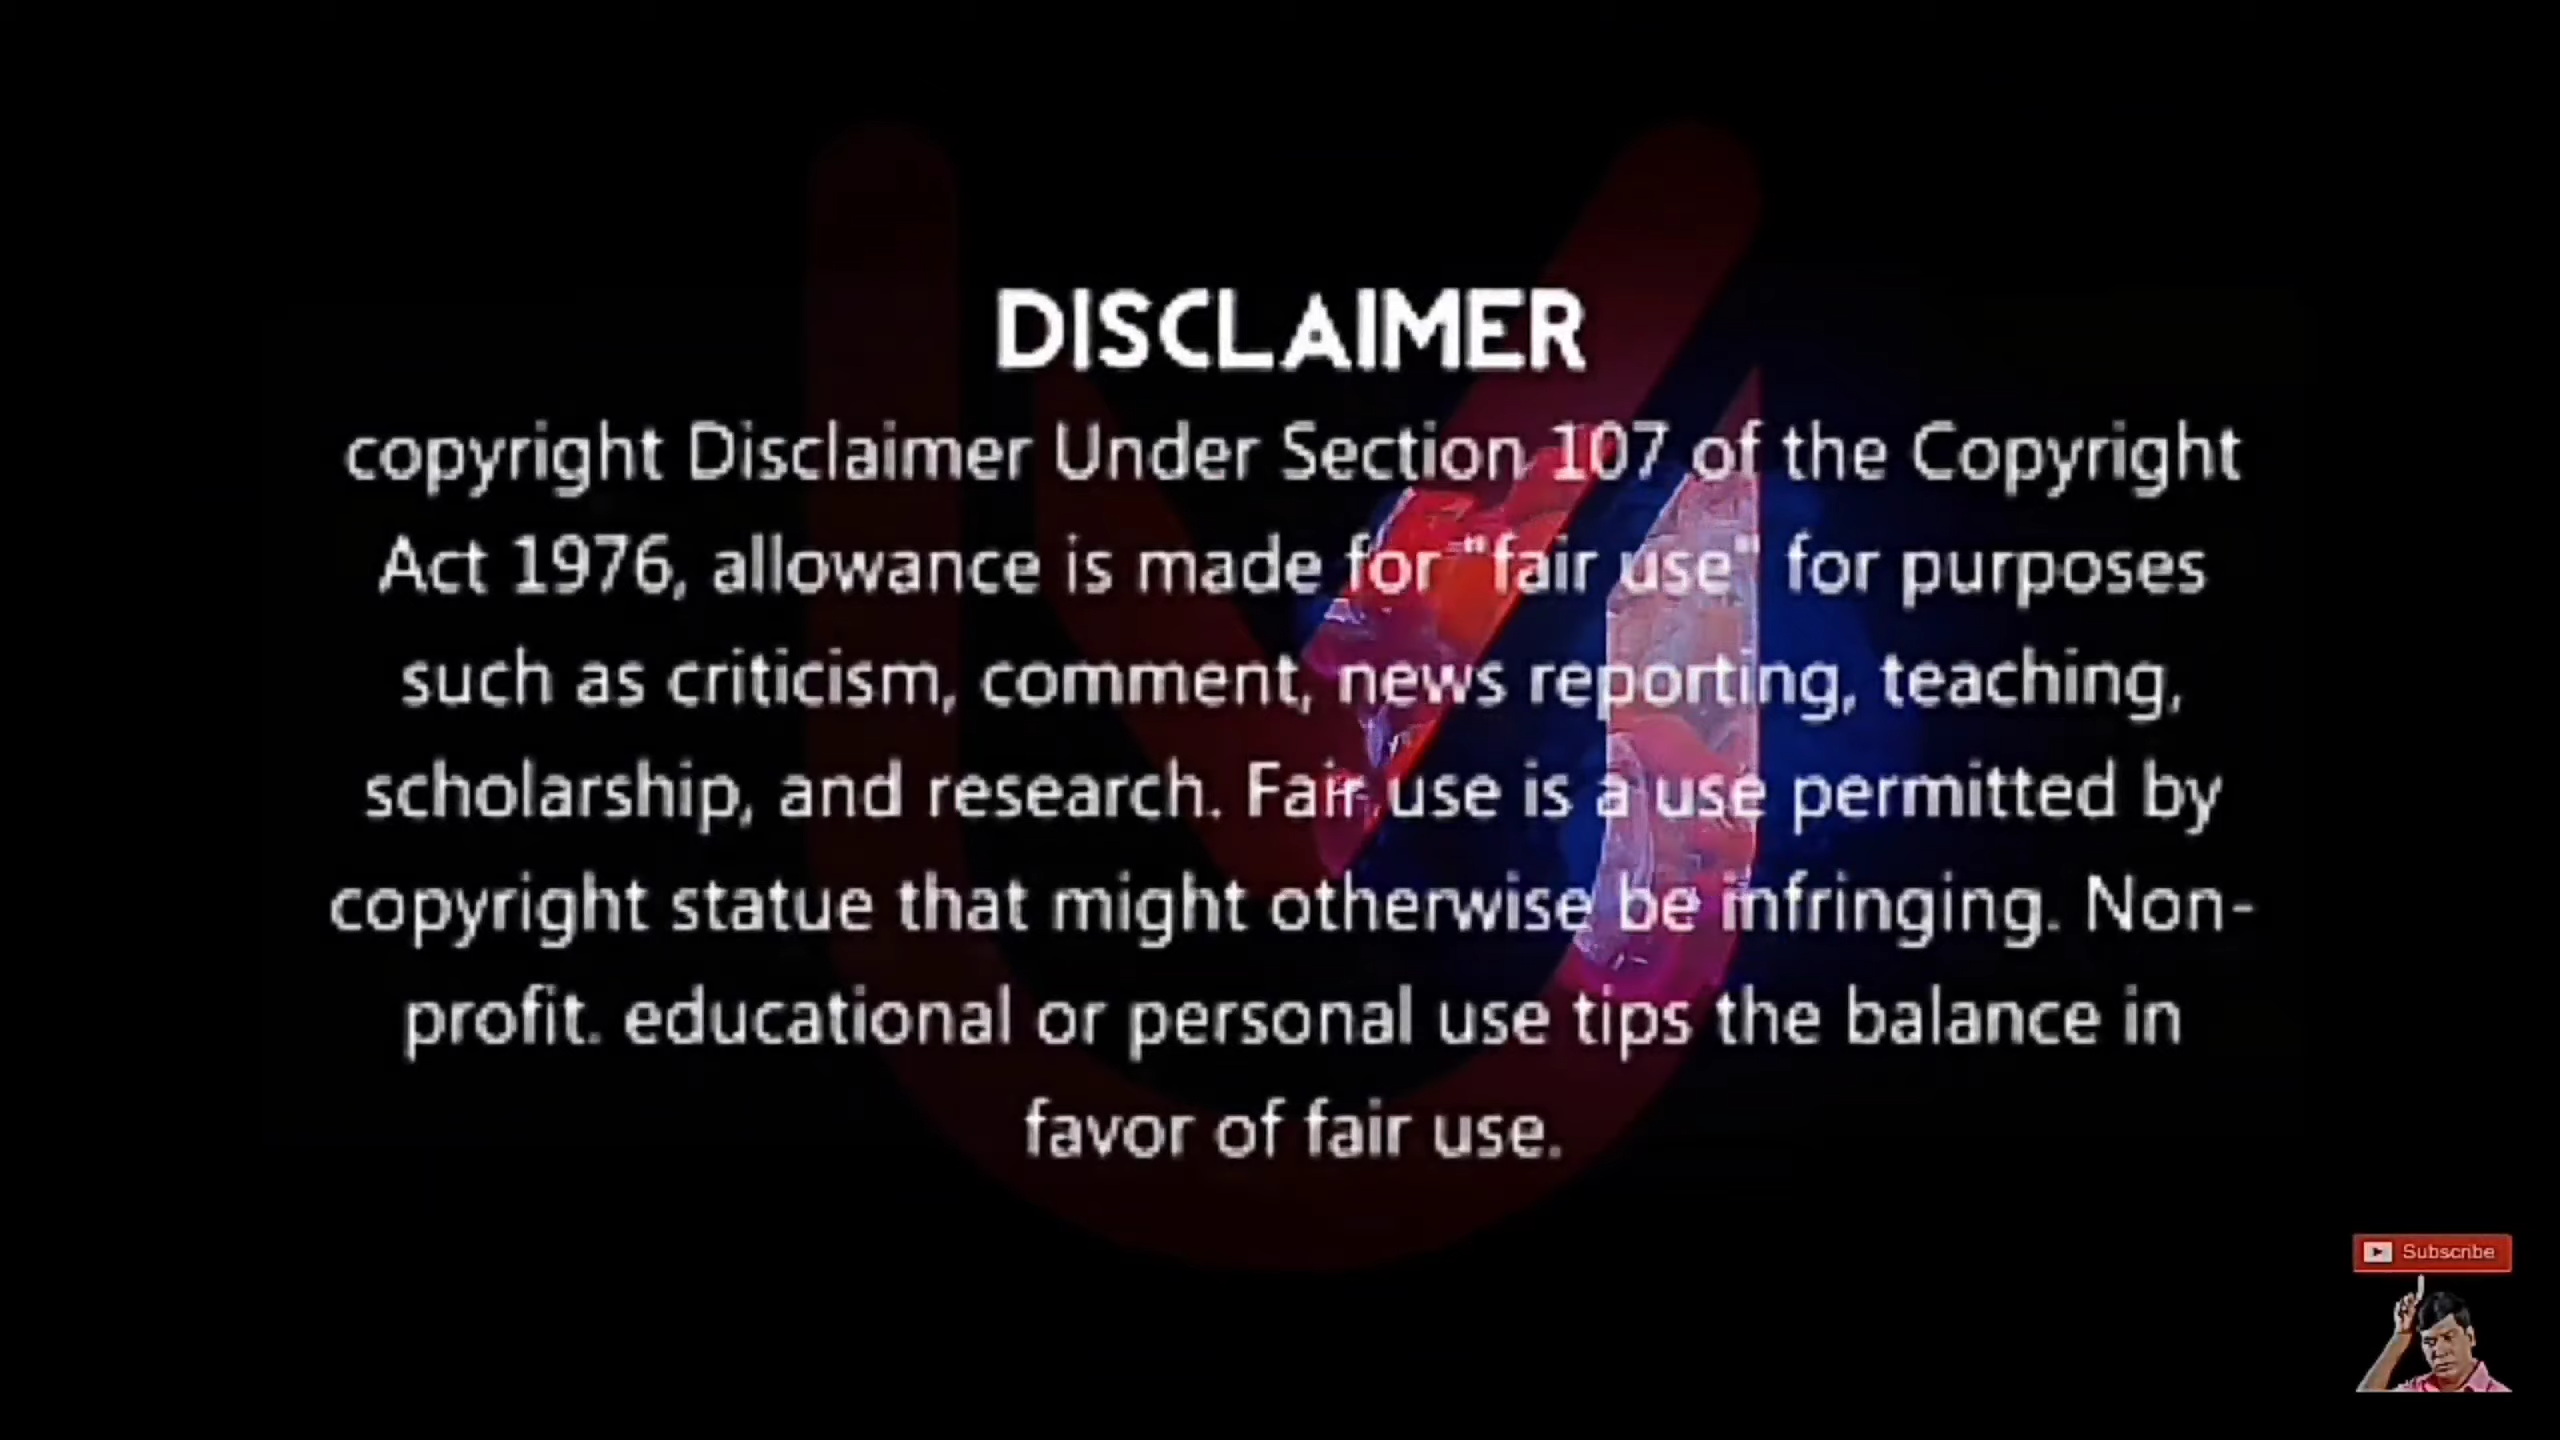 DISCLAIMER
copyright Disclaimer Under Section 107 of the Copyright
Act 1976, allowance is made for "fair use" for purposes
such as criticism, comment, news reporting, teaching,
scholarship, and research. Fair use is a use permitted by
copyright statue that might otherwise be infringing. Non-
profit. educational or personal use tips the balance in
favor of fair use.
Subscribe